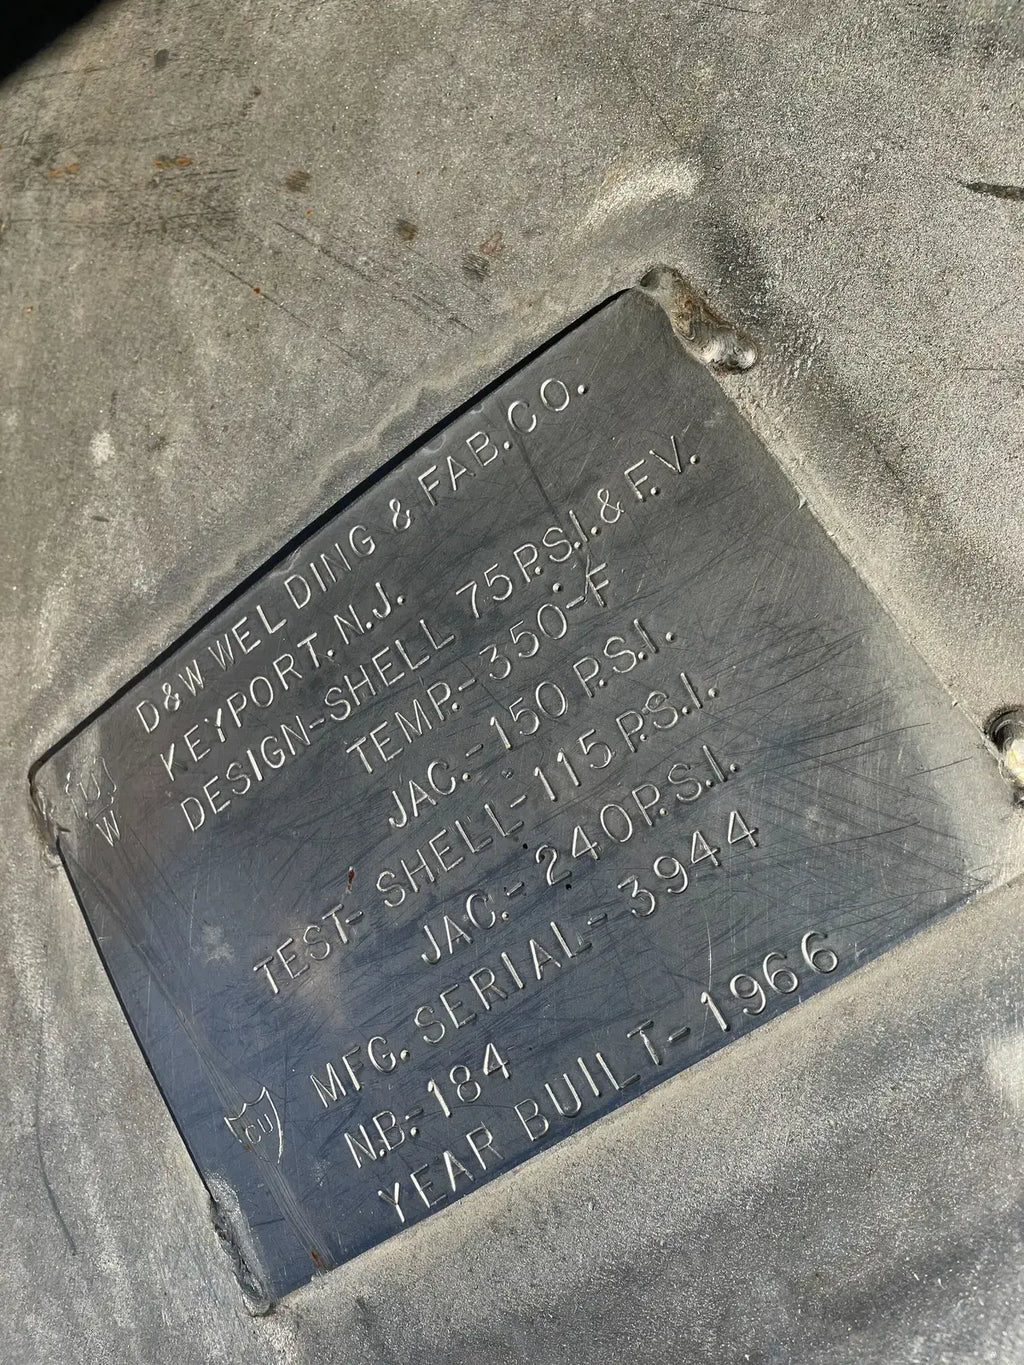 D&W WELDING & FAB. CO.
KEYPORT, N.J.
W
DESIGN-SHELL 75 P.S.I. & F.V.
TEMP.-350°F
JAC.-150 P.S.I.
TEST-SHELL-115 P.S.I.
JAC.-240 P.S.I.
MFG. SERIAL-3944
CU
N.B.-184
YEAR BUILT-1966